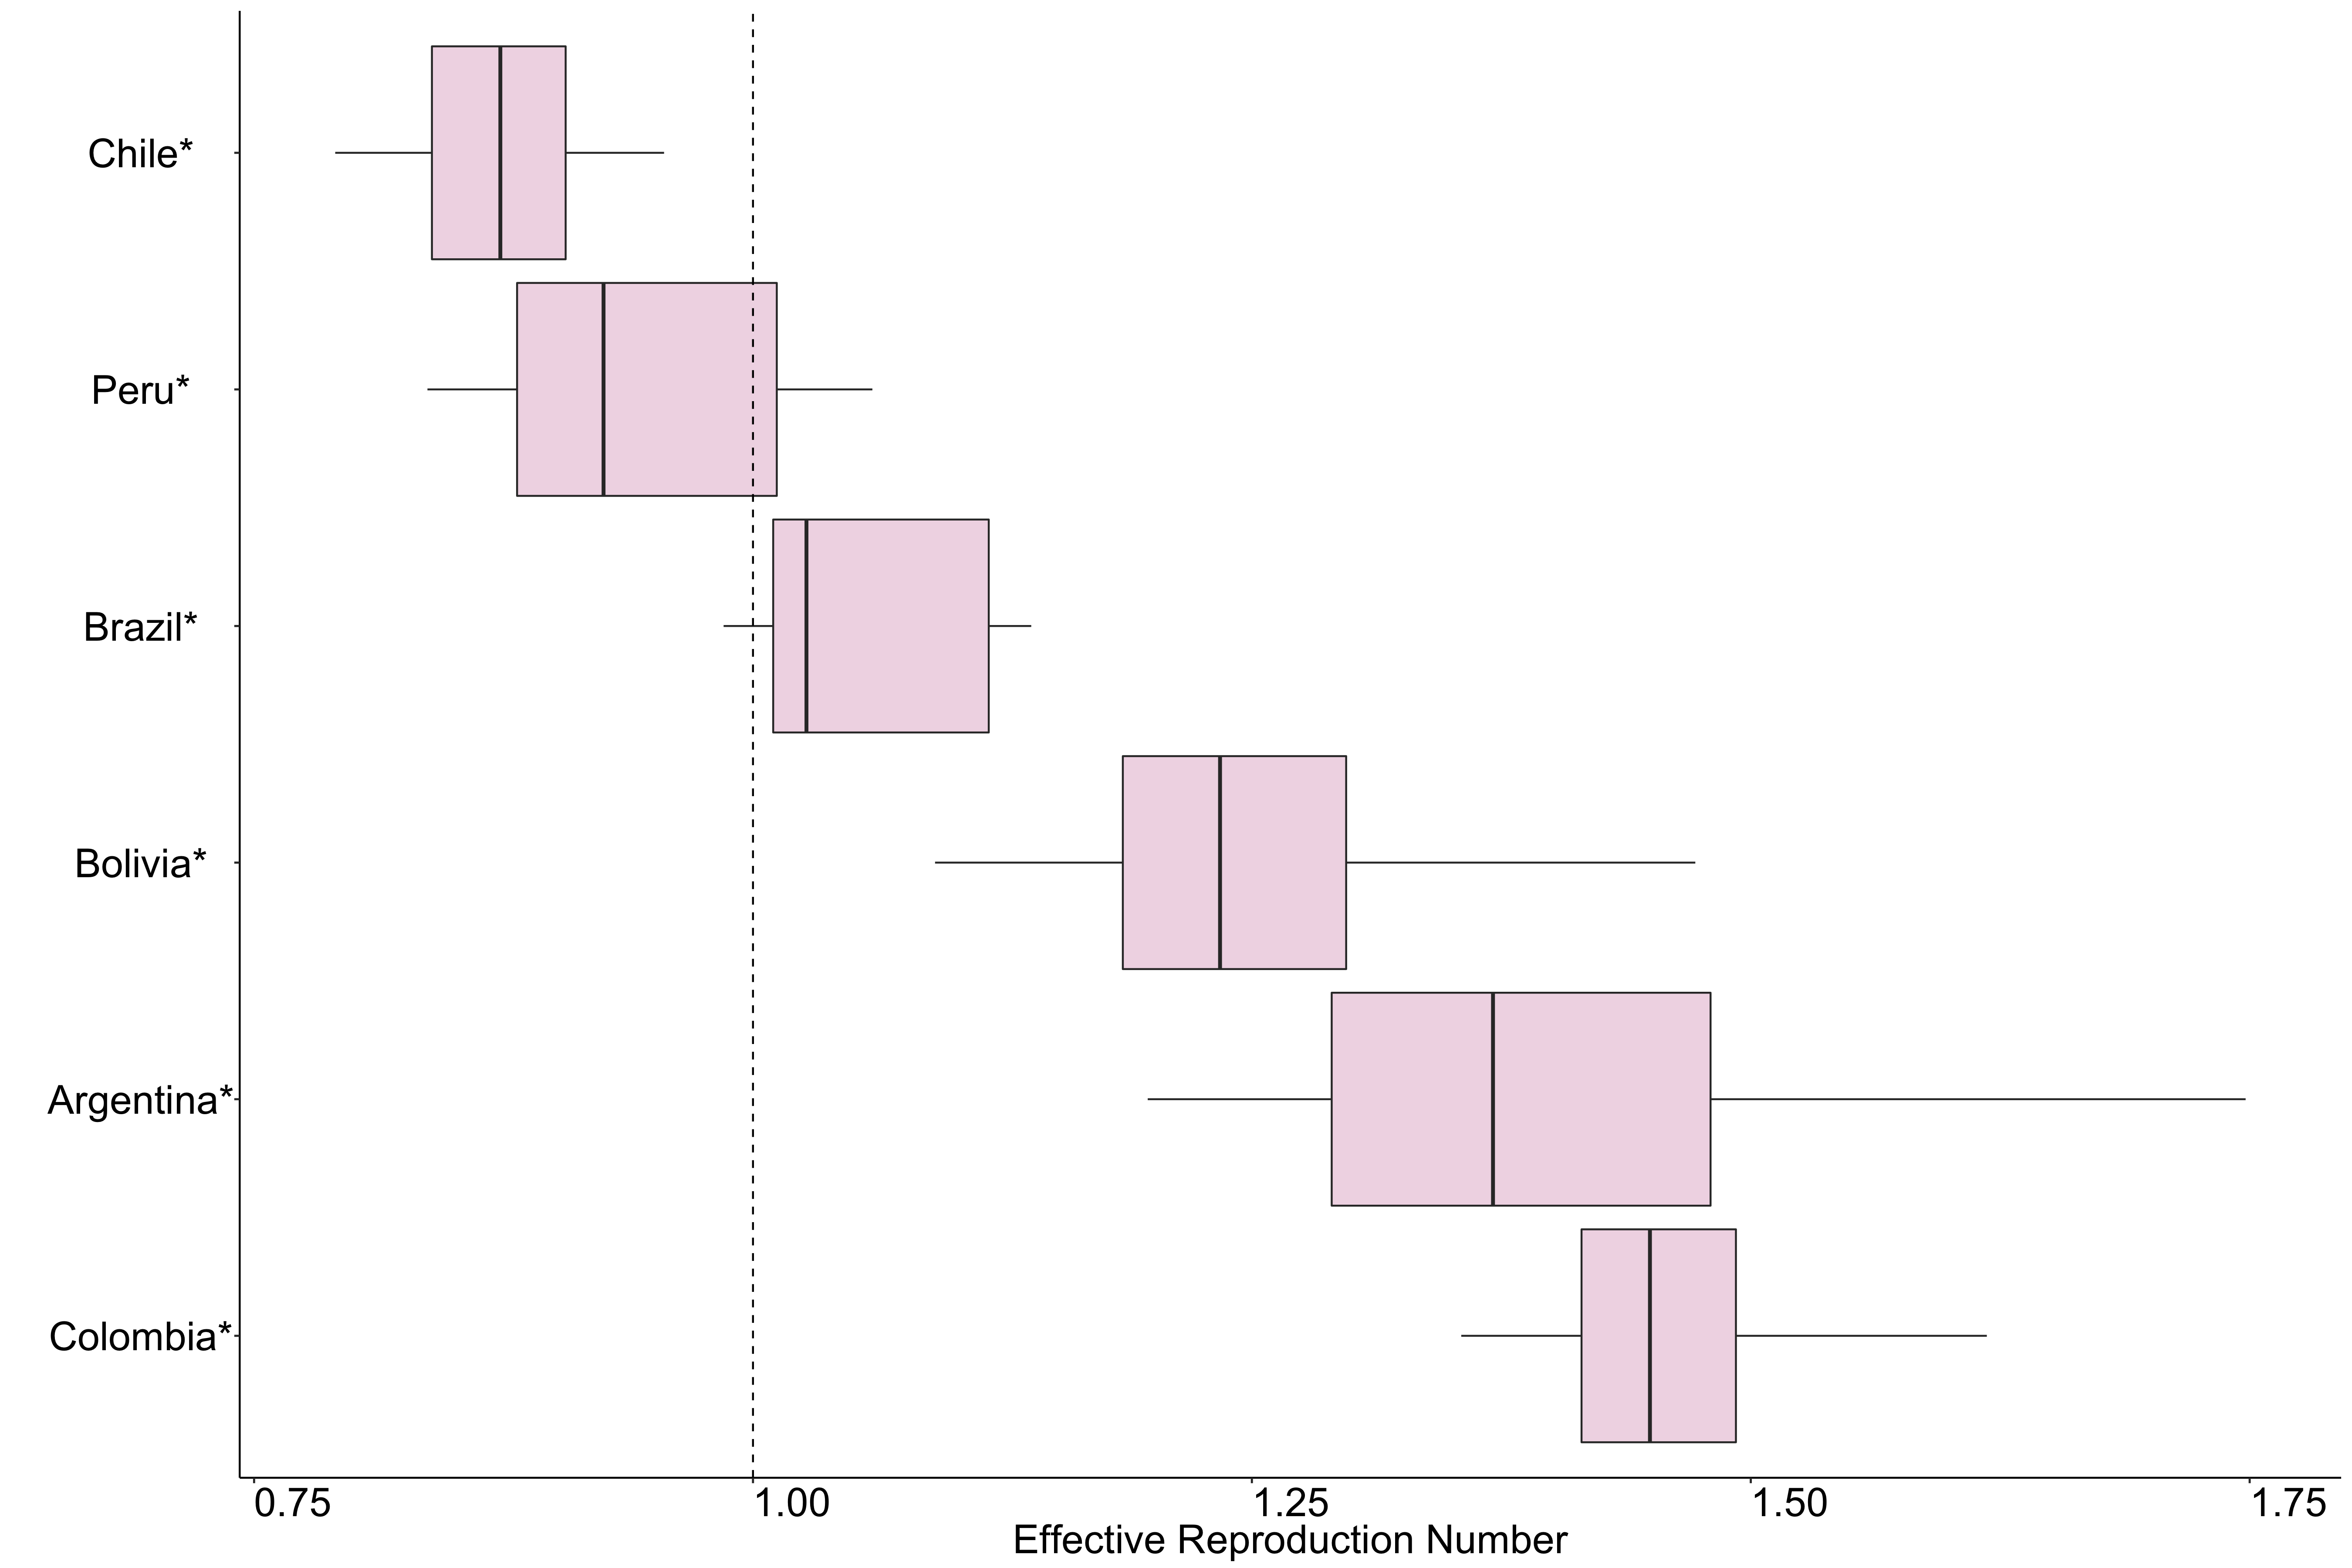 Chile*
Peru*
Brazil*
Bolivia*
Argentina*
Colombia*
0.75 1.00 1.25 1.50 1.75
Effective Reproduction Number